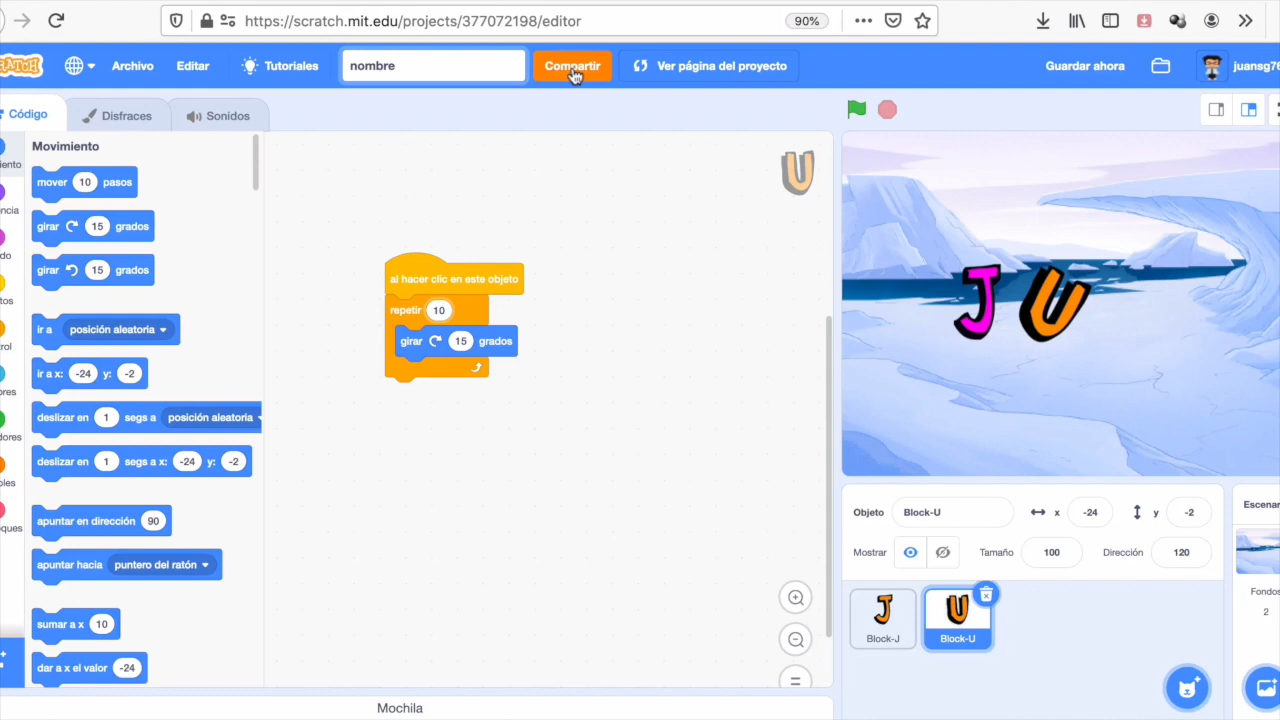 https://scratch.mit.edu/projects/377072198/editor
90%
Archivo
Editar
Tutoriales
nombre
Compartir
Ver página del proyecto
Guardar ahora
juansg76
Código
Disfraces
Sonidos
Movimiento
mover 10 pasos
girar 15 grados
girar 15 grados
ir a posición aleatoria
ir a x: -24 y: -2
deslizar en 1 segs a posición aleatoria
deslizar en 1 segs a x: -24 y: -2
apuntar en dirección 90
apuntar hacia puntero del ratón
sumar a x 10
dar a x el valor -24
al hacer clic en este objeto
repetir 10
girar 15 grados
U
J U
Objeto Block-U x -24 y -2
Mostrar Tamaño 100 Dirección 120
J
Block-J
U
Block-U
Escenar
Fondos
2
Mochila